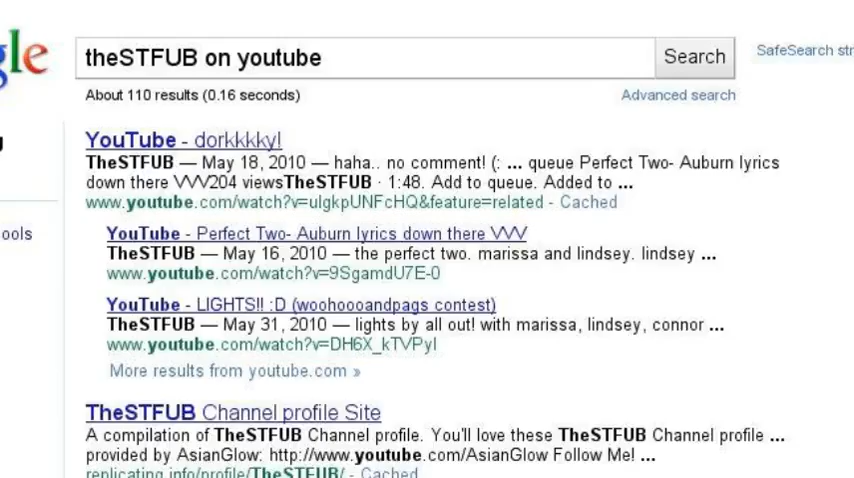 gle
theSTFUB on youtube
Search
SafeSearch str
About 110 results (0.16 seconds)
Advanced search
YouTube - dorkkkky!
TheSTFUB — May 18, 2010 — haha.. no comment! (: ... queue Perfect Two- Auburn lyrics
down there \/\/\/204 viewsTheSTFUB · 1:48. Add to queue. Added to ...
www.youtube.com/watch?v=ulgkpUNFcHQ&feature=related - Cached
ools
YouTube - Perfect Two- Auburn lyrics down there \/\/\/
TheSTFUB — May 16, 2010 — the perfect two. marissa and lindsey. lindsey ...
www.youtube.com/watch?v=9SgamdU7E-0
YouTube - LIGHTS!! :D (woohoooandpags contest)
TheSTFUB — May 31, 2010 — lights by all out! with marissa, lindsey, connor ...
www.youtube.com/watch?v=DH6X_kTVPyI
More results from youtube.com »
TheSTFUB Channel profile Site
A compilation of TheSTFUB Channel profile. You'll love these TheSTFUB Channel profile ...
provided by AsianGlow: http://www.youtube.com/AsianGlow Follow Me! ...
replicating.info/profile/TheSTFUB/ - Cached